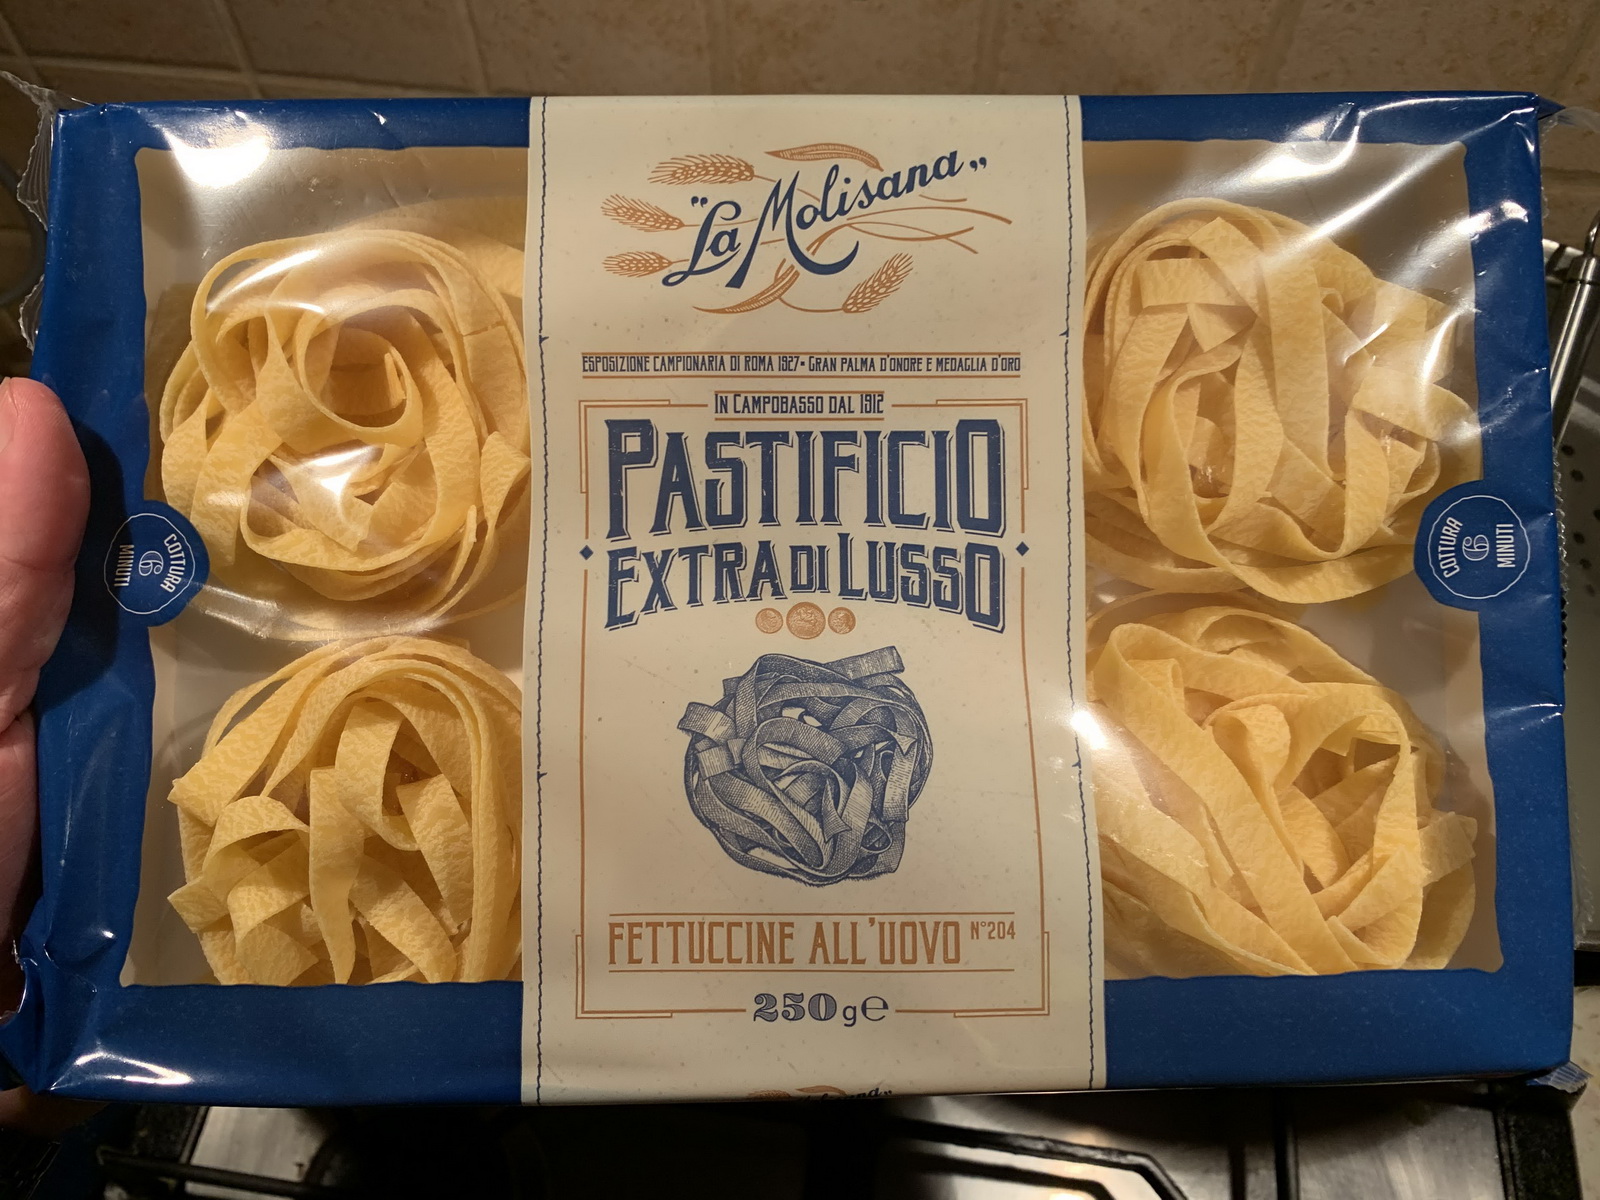 "La Molisana"
ESPOSIZIONE CAMPIONARIA DI ROMA 1927 • GRAN PALMA D'ONORE E MEDAGLIA D'ORO
IN CAMPOBASSO DAL 1912
PASTIFICIO
EXTRA DI LUSSO
COTTURA
6
MINUTI
COTTURA
6
MINUTI
FETTUCCINE ALL'UOVO N°204
250 g ℮